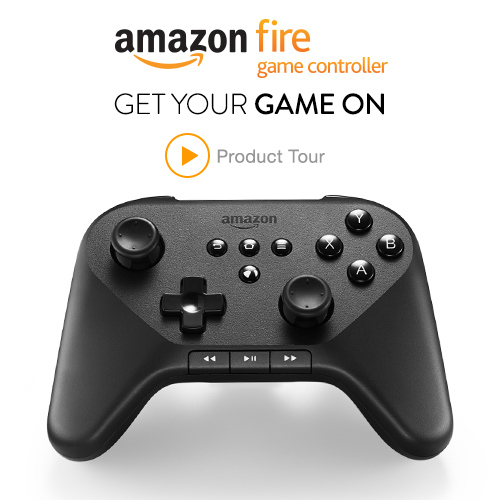 amazon fire
game controller
GET YOUR GAME ON
Product Tour
amazon
Y
X B
A